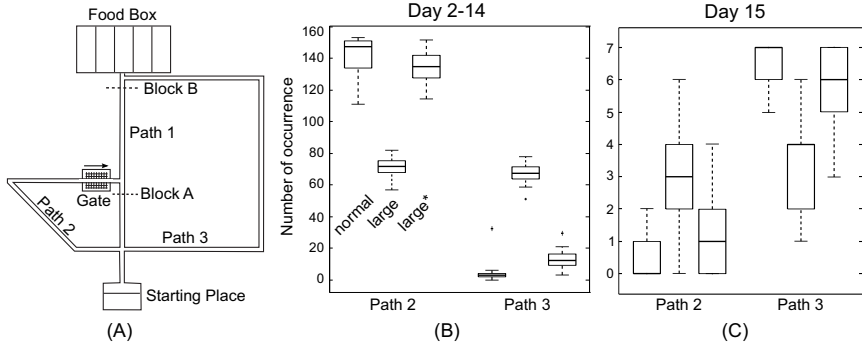 Food Box
Block B
Path 1
Gate
Block A
Path 2
Path 3
Starting Place
(A)
Day 2-14
Number of occurrence
160
140
120
100
80
60
40
20
0
normal
large
large*
Path 2
Path 3
(B)
Day 15
7
6
5
4
3
2
1
0
Path 2
Path 3
(C)